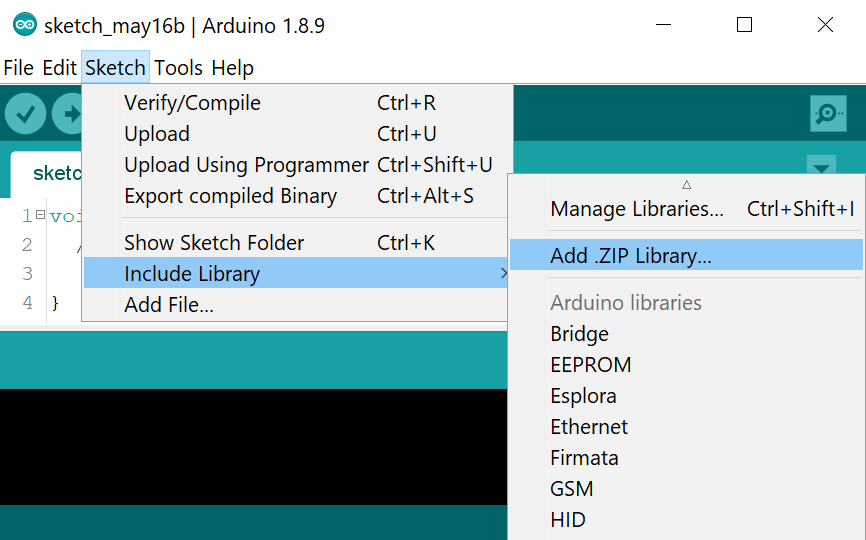 sketch_may16b | Arduino 1.8.9
File Edit Sketch Tools Help
Verify/Compile Ctrl+R
Upload Ctrl+U
Upload Using Programmer Ctrl+Shift+U
Export compiled Binary Ctrl+Alt+S
Show Sketch Folder Ctrl+K
Include Library
Add File...
sketc
1 voi
2 /
3
4 }
Manage Libraries... Ctrl+Shift+I
Add .ZIP Library...
Arduino libraries
Bridge
EEPROM
Esplora
Ethernet
Firmata
GSM
HID